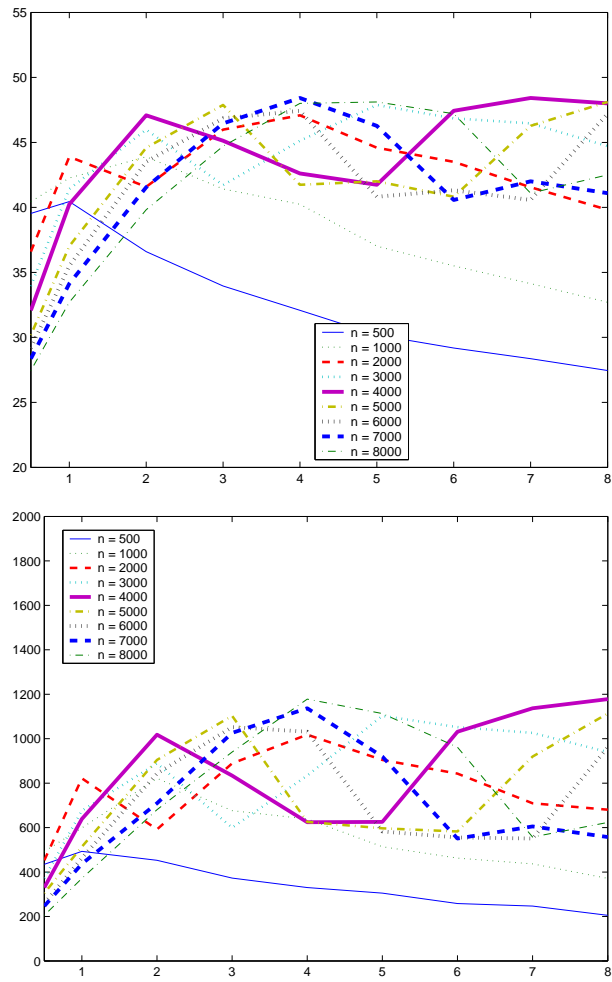 55
50
45
40
35
30
25
20
n = 500
n = 1000
n = 2000
n = 3000
n = 4000
n = 5000
n = 6000
n = 7000
n = 8000
1 2 3 4 5 6 7 8
2000
1800
1600
1400
1200
1000
800
600
400
200
0
n = 500
n = 1000
n = 2000
n = 3000
n = 4000
n = 5000
n = 6000
n = 7000
n = 8000
1 2 3 4 5 6 7 8